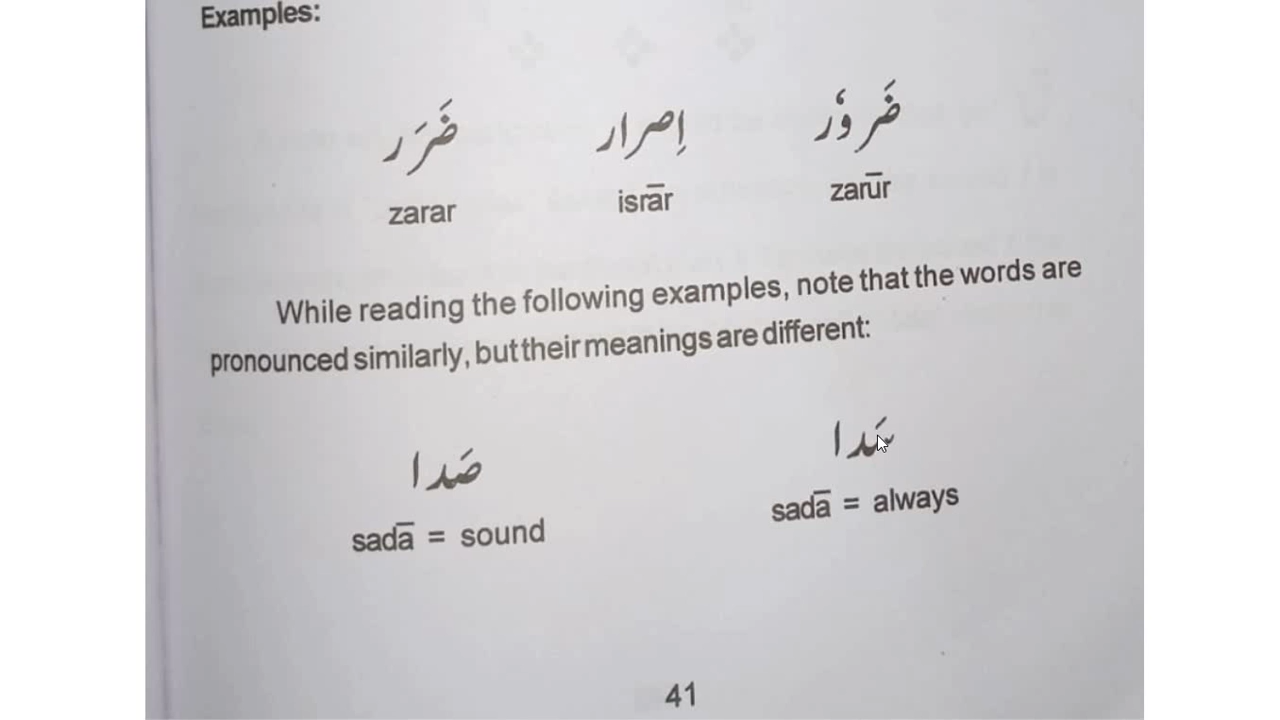 Examples:
ضَرَر اِصرار ضَرُوْر
zarar isrār zarūr
While reading the following examples, note that the words are
pronounced similarly, but their meanings are different:
صَدا سَدا
sadā = sound sadā = always
41